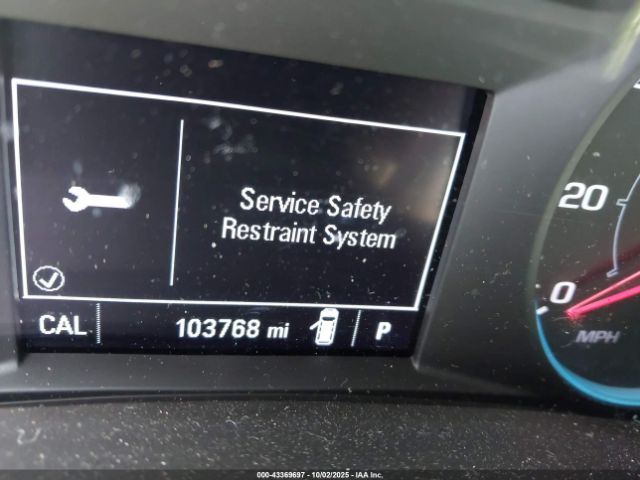 Service Safety
Restraint System
CAL 103768 mi P
20
0
MPH
000-43369697 - 10/02/2025 - IAA Inc.